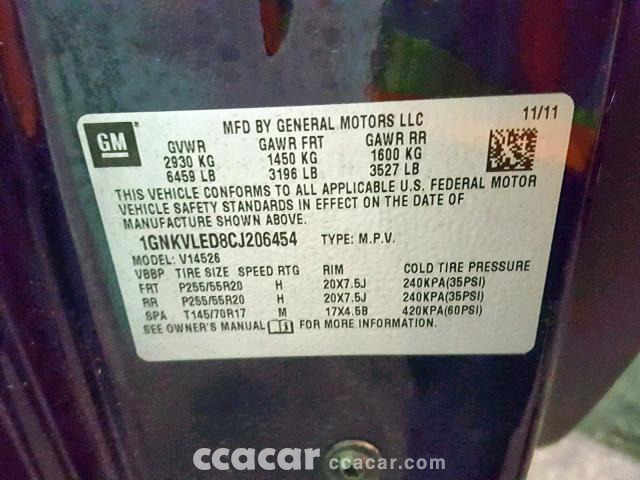 MFD BY GENERAL MOTORS LLC 11/11
GM
GVWR GAWR FRT GAWR RR
2930 KG 1450 KG 1600 KG
6459 LB 3196 LB 3527 LB
THIS VEHICLE CONFORMS TO ALL APPLICABLE U.S. FEDERAL MOTOR
VEHICLE SAFETY STANDARDS IN EFFECT ON THE DATE OF
MANUFACTURE SHOWN ABOVE.
1GNKVLED8CJ206454 TYPE: M.P.V.
MODEL: V14526
VBBP TIRE SIZE SPEED RTG RIM COLD TIRE PRESSURE
FRT P255/55R20 H 20X7.5J 240KPA(35PSI)
RR P255/55R20 H 20X7.5J 240KPA(35PSI)
SPA T145/70R17 M 17X4.5B 420KPA(60PSI)
SEE OWNER'S MANUAL FOR MORE INFORMATION.
ccacar ccacar.com